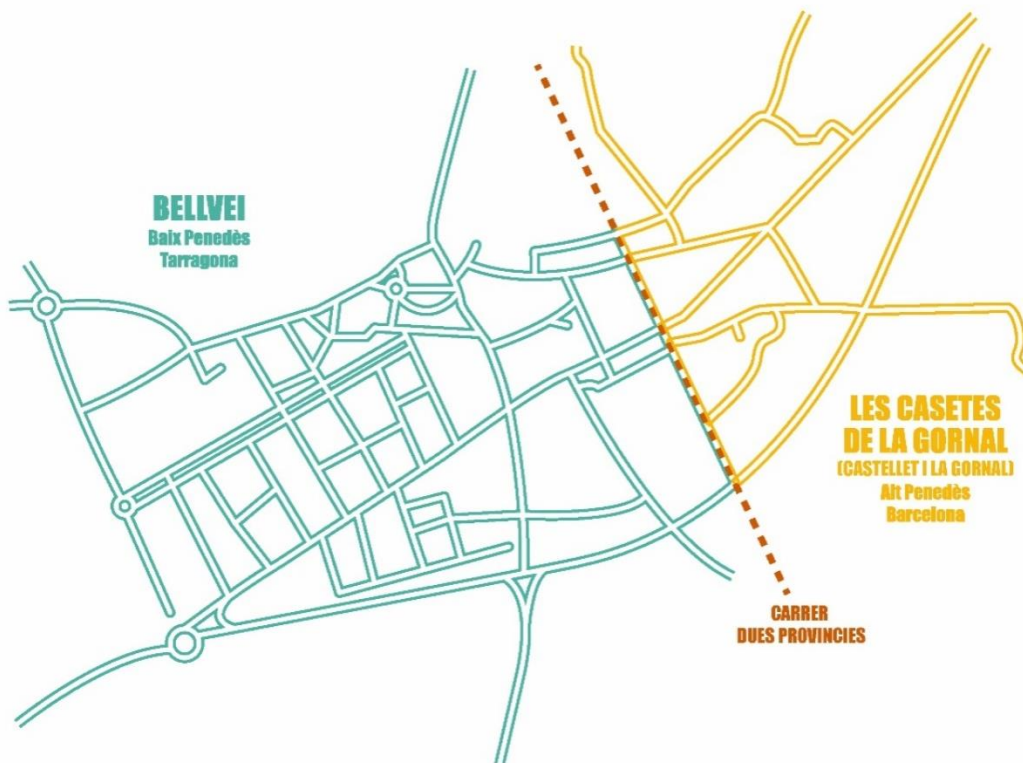 BELLVEI
Baix Penedès
Tarragona
LES CASETES
DE LA GORNAL
(CASTELLET I LA GORNAL)
Alt Penedès
Barcelona
CARRER
DUES PROVINCIES